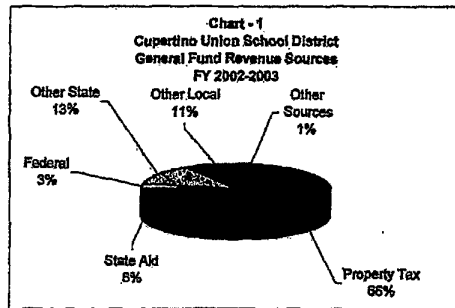 Chart - 1
Cupertino Union School District
General Fund Revenue Sources
FY 2002-2003
Other State
13%
Other Local
11%
Other
Sources
1%
Federal
3%
State Aid
6%
Property Tax
66%